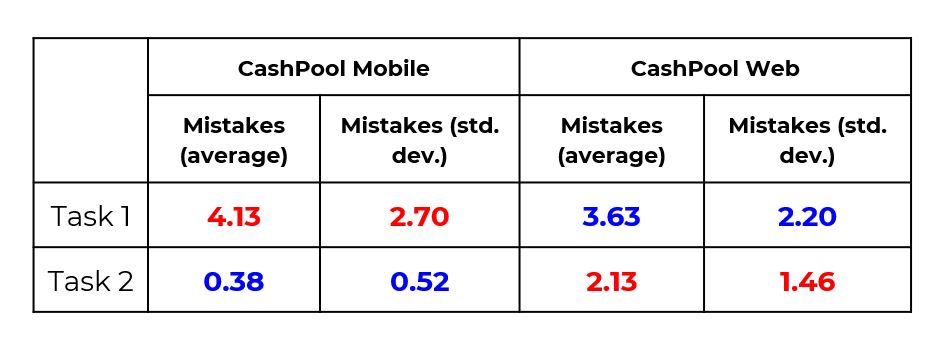 CashPool Mobile CashPool Web
Mistakes (average) Mistakes (std. dev.) Mistakes (average) Mistakes (std. dev.)
Task 1 4.13 2.70 3.63 2.20
Task 2 0.38 0.52 2.13 1.46